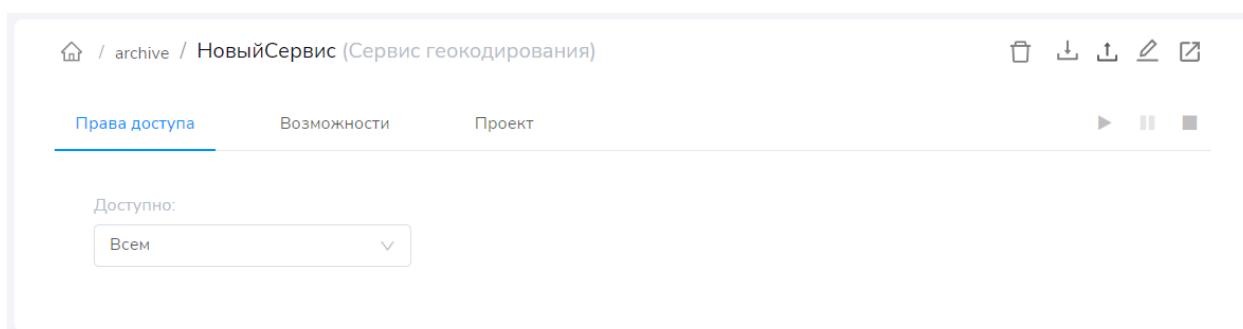 / archive / НовыйСервис (Сервис геокодирования)
Права доступа Возможности Проект
Доступно:
Всем